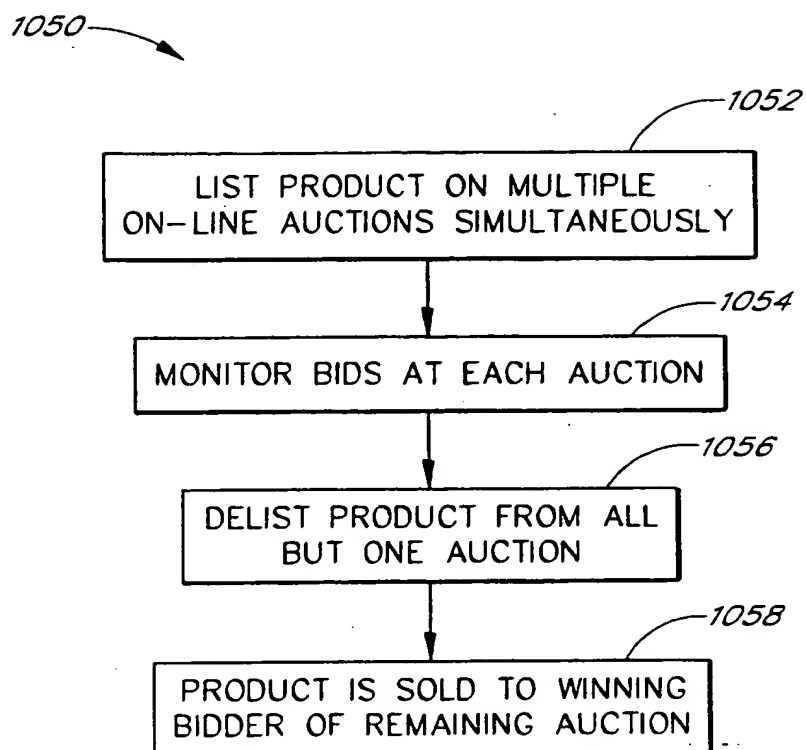 1050
1052
LIST PRODUCT ON MULTIPLE
ON-LINE AUCTIONS SIMULTANEOUSLY
1054
MONITOR BIDS AT EACH AUCTION
1056
DELIST PRODUCT FROM ALL
BUT ONE AUCTION
1058
PRODUCT IS SOLD TO WINNING
BIDDER OF REMAINING AUCTION